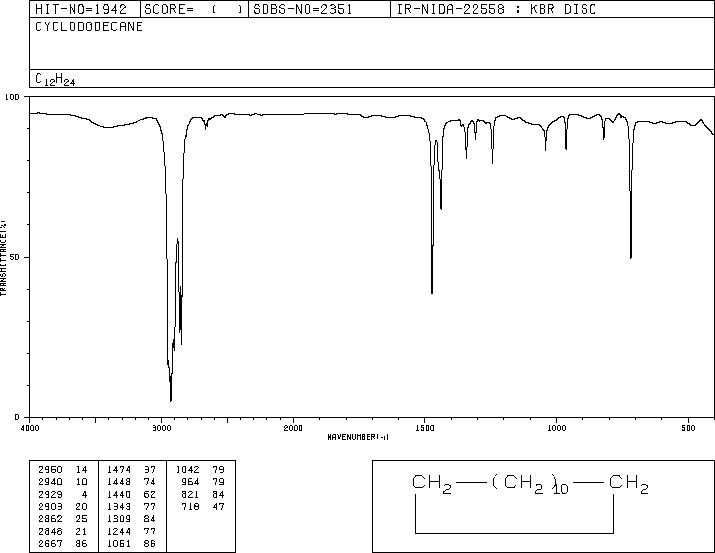 HIT-NO=1942 SCORE= ( ) SDBS-NO=2351 IR-NIDA-22558 : KBR DISC
CYCLODODECANE
C12H24
100
50
0
TRANSMITTANCE(%)
4000 3000 2000 1500 1000 500
WAVENUMBER(-1)
2960 14 1474 37 1042 79
2940 10 1448 74 964 79
2929 4 1440 62 821 84
2903 20 1343 77 718 47
2862 25 1309 84
2848 21 1244 77
2667 86 1061 86
CH2 (CH2)10 CH2